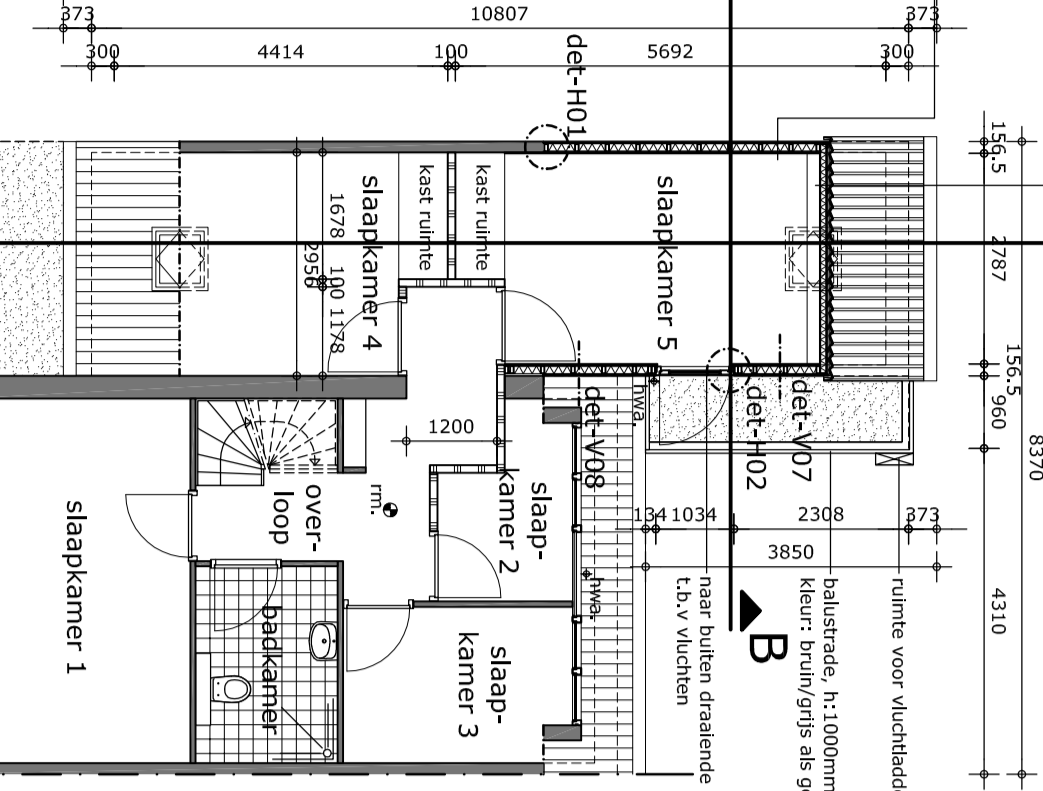 373
10807
373
300
4414
100
5692
300
det-H01
156.5
2787
156.5
960
8370
4310
slaapkamer 4
kast ruimte
kast ruimte
slaapkamer 5
1678
100
1178
2956
hwa.
det-V08
det-H02
det-V07
1200
134
1034
2308
373
3850
rm.
over-
loop
slaap-
kamer 2
slaapkamer 1
badkamer
slaap-
kamer 3
hwa.
B
naar buiten draaiende
t.b.v vluchten
balustrade, h:1000mm
kleur: bruin/grijs als
ruimte voor